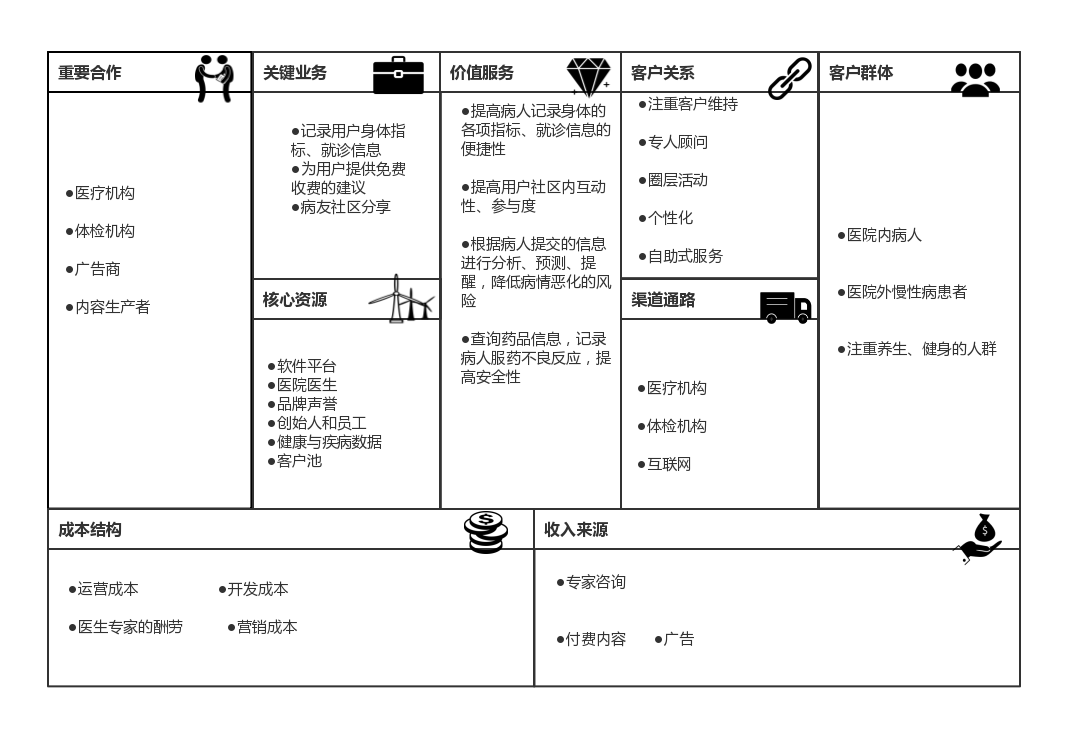 重要合作
●医疗机构
●体检机构
●广告商
●内容生产者
关键业务
●记录用户身体指
标、就诊信息
●为用户提供免费
收费的建议
●病友社区分享
核心资源
●软件平台
●医院医生
●品牌声誉
●创始人和员工
●健康与疾病数据
●客户池
价值服务
●提高病人记录身体的
各项指标、就诊信息的
便捷性
●提高用户社区内互动
性、参与度
●根据病人提交的信息
进行分析、预测、提
醒，降低病情恶化的风
险
●查询药品信息，记录
病人服药不良反应，提
高安全性
客户关系
●注重客户维持
●专人顾问
●圈层活动
●个性化
●自助式服务
渠道通路
●医疗机构
●体检机构
●互联网
客户群体
●医院内病人
●医院外慢性病患者
●注重养生、健身的人群
成本结构
●运营成本 ●开发成本
●医生专家的酬劳 ●营销成本
收入来源
●专家咨询
●付费内容 ●广告